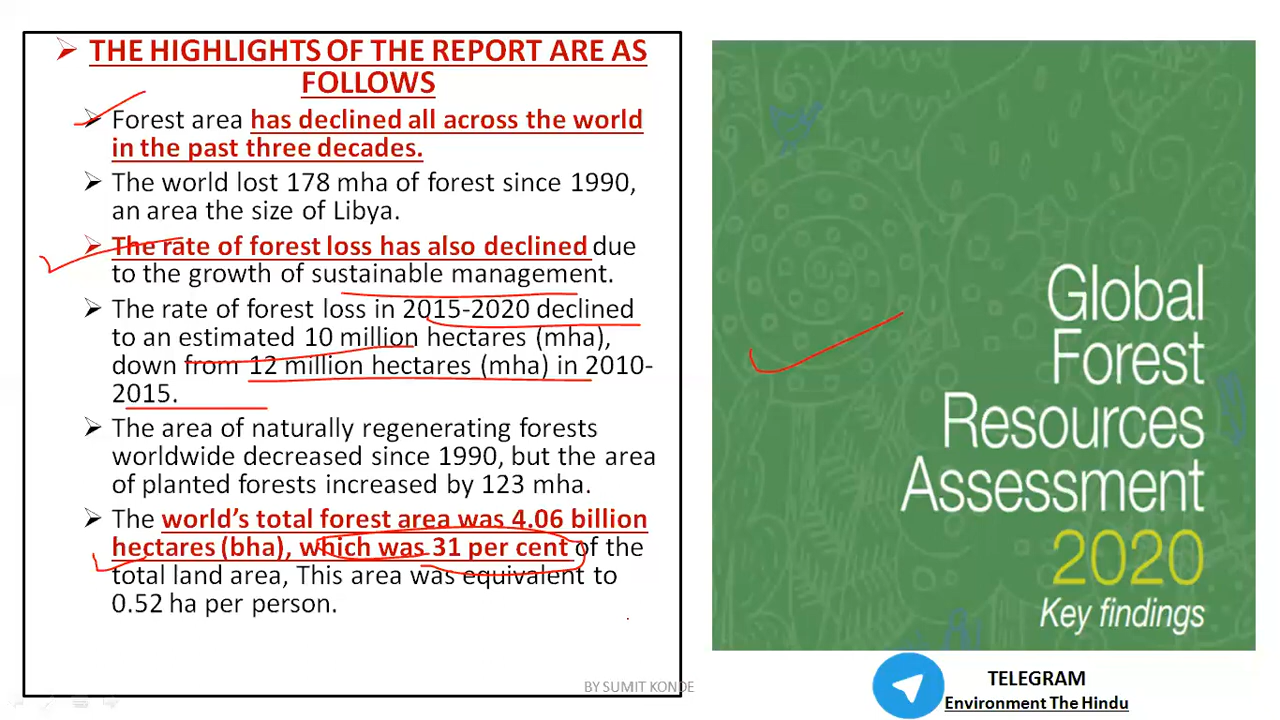 THE HIGHLIGHTS OF THE REPORT ARE AS
FOLLOWS
Forest area has declined all across the world
in the past three decades.
The world lost 178 mha of forest since 1990,
an area the size of Libya.
The rate of forest loss has also declined due
to the growth of sustainable management.
The rate of forest loss in 2015-2020 declined
to an estimated 10 million hectares (mha),
down from 12 million hectares (mha) in 2010-
2015.
The area of naturally regenerating forests
worldwide decreased since 1990, but the area
of planted forests increased by 123 mha.
The world's total forest area was 4.06 billion
hectares (bha), which was 31 per cent of the
total land area, This area was equivalent to
0.52 ha per person.
Global
Forest
Resources
Assessment
2020
Key findings
BY SUMIT KONDE
TELEGRAM
Environment The Hindu